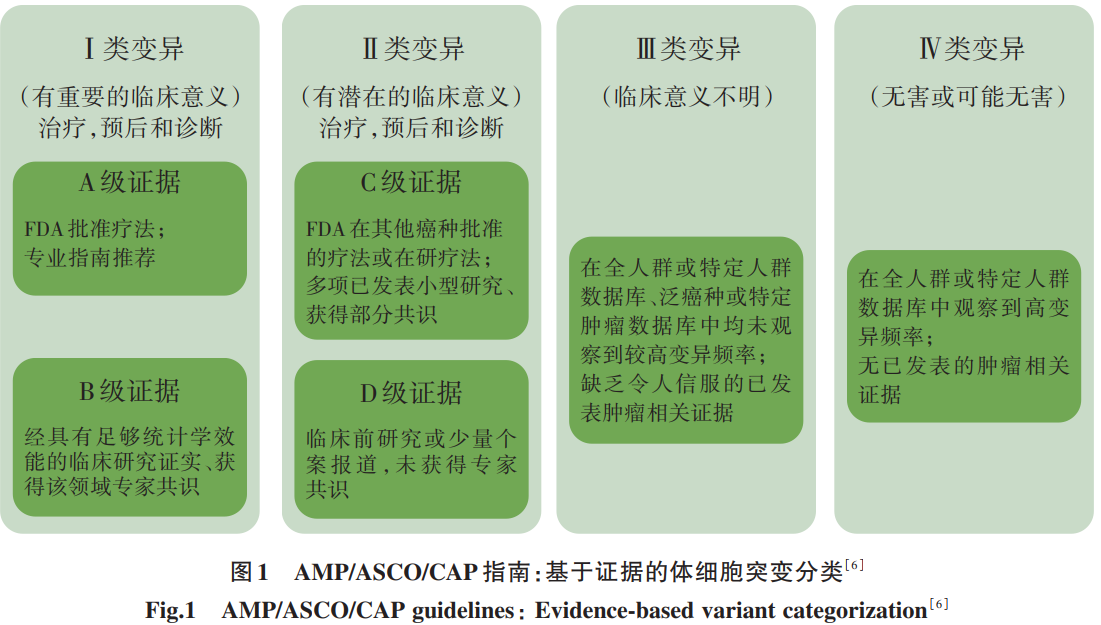 Ⅰ类变异
（有重要的临床意义）
治疗，预后和诊断
A级证据
FDA批准疗法；
专业指南推荐
B级证据
经具有足够统计学效
能的临床研究证实、获
得该领域专家共识
Ⅱ类变异
（有潜在的临床意义）
治疗，预后和诊断
C级证据
FDA在其他癌种批准
的疗法或在研疗法；
多项已发表小型研究、
获得部分共识
D级证据
临床前研究或少量个
案报道，未获得专家
共识
Ⅲ类变异
（临床意义不明）
在全人群或特定人群
数据库、泛癌种或特定
肿瘤数据库中均未观
察到较高变异频率；
缺乏令人信服的已发
表肿瘤相关证据
Ⅳ类变异
（无害或可能无害）
在全人群或特定人群
数据库中观察到高变
异频率；
无已发表的肿瘤相关
证据
图1 AMP/ASCO/CAP指南：基于证据的体细胞突变分类[6]
Fig.1 AMP/ASCO/CAP guidelines：Evidence-based variant categorization[6]